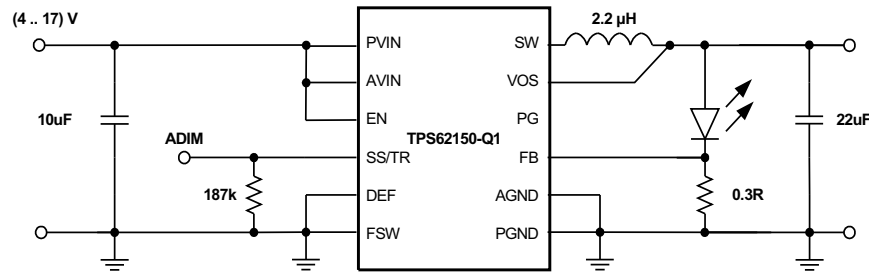 (4 .. 17) V
2.2 µH
PVIN
SW
AVIN
VOS
10uF
EN
PG
22uF
TPS62150-Q1
ADIM
SS/TR
FB
187k
DEF
AGND
0.3R
FSW
PGND